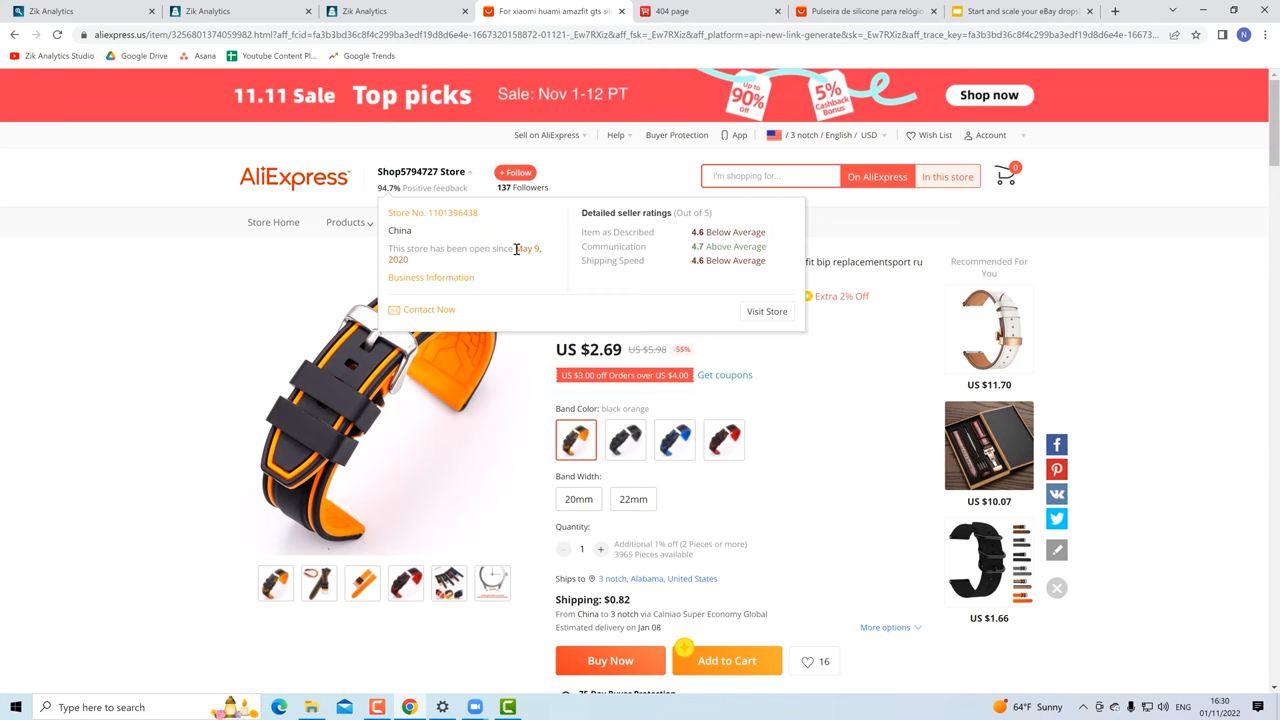 Zik Analytics
Zik Analytics
Zik Analytics
For xiaomi huami amazfit gts sili
404 page
Pulseira de silicone para relógio
Start and scale your eBay drops
aliexpress.us/item/3256801374059982.html?aff_fcid=fa3b3bd36c8f4c299ba3edf19d8d6e4e-1667320158872-01121-_Ew7RXiz&aff_fsk=_Ew7RXiz&aff_platform=api-new-link-generate&sk=_Ew7RXiz&aff_trace_key=fa3b3bd36c8f4c299ba3edf19d8d6e4e-16673...
N
Zik Analytics Studio
Google Drive
Asana
Youtube Content Pl...
Google Trends
11.11 Sale Top picks Sale: Nov 1-12 PT
Up to 90% Off
5% Cashback Bonus
Shop now
Sell on AliExpress
Help
Buyer Protection
App
/ 3 notch / English / USD
Wish List
Account
AliExpress
Shop5794727 Store
94.7% Positive feedback
+ Follow
137 Followers
I'm shopping for...
On AliExpress
In this store
0
Store Home
Products
Store No. 1101396438
China
This store has been open since May 9,
2020
Business Information
Contact Now
Detailed seller ratings (Out of 5)
Item as Described 4.6 Below Average
Communication 4.7 Above Average
Shipping Speed 4.6 Below Average
Visit Store
fit bip replacementsport ru
Extra 2% Off
US $2.69 US $5.98 -55%
US $3.00 off Orders over US $4.00 Get coupons
Band Color: black orange
Band Width:
20mm
22mm
Quantity:
1
Additional 1% off (2 Pieces or more)
3965 Pieces available
Ships to 3 notch, Alabama, United States
Shipping: $0.82
From China to 3 notch via Cainiao Super Economy Global
Estimated delivery on Jan 08
More options
Buy Now
Add to Cart
16
75-Day Buyer Protection
Recommended For
You
US $11.70
US $10.07
US $1.66
Type here to search
64°F Sunny
16:30
01/11/2022